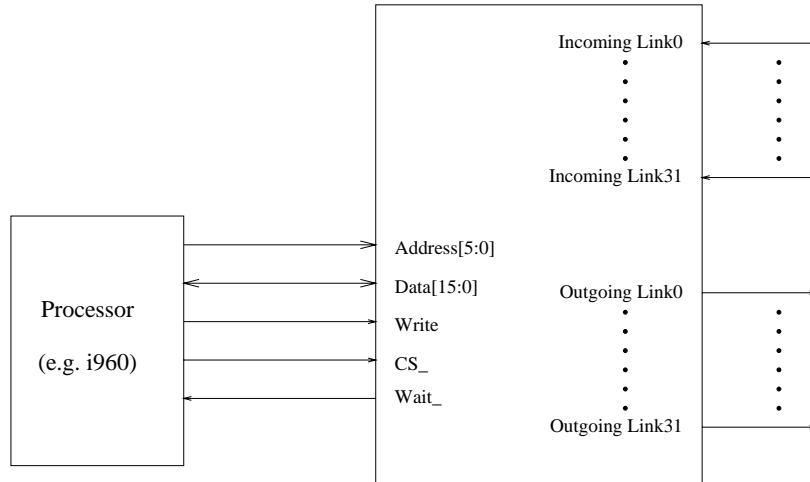 Incoming Link0
Incoming Link31
Processor
(e.g. i960)
Address[5:0]
Data[15:0]
Write
CS_
Wait_
Outgoing Link0
Outgoing Link31